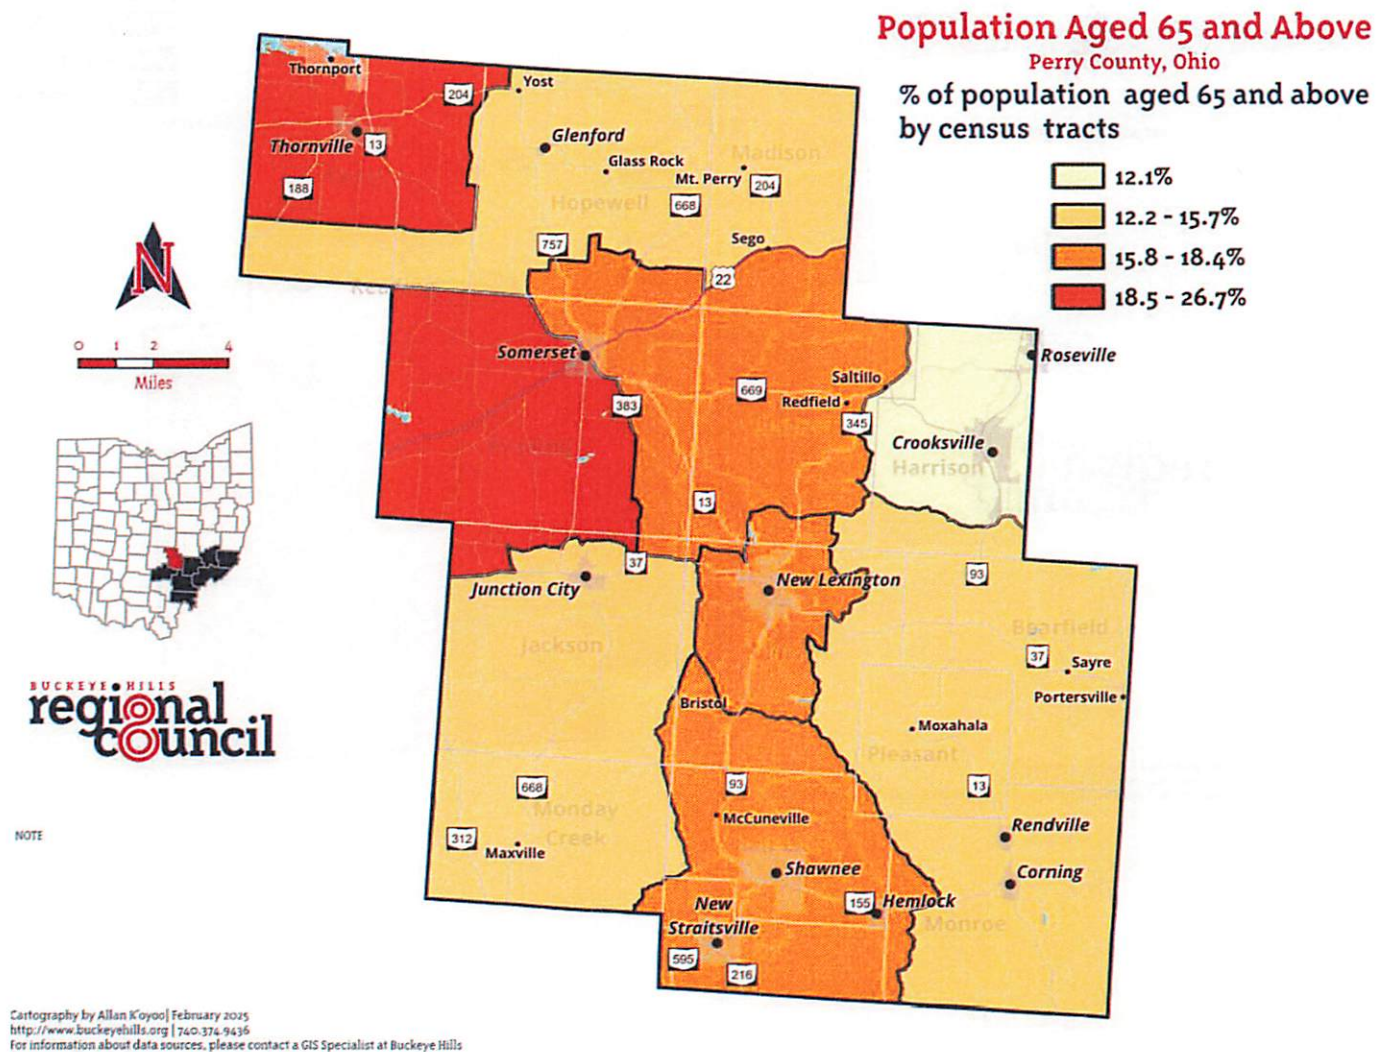 Population Aged 65 and Above
Perry County, Ohio
% of population aged 65 and above
by census tracts
12.1%
12.2 - 15.7%
15.8 - 18.4%
18.5 - 26.7%
Thornport
204
Yost
Thornville
13
Glenford
Glass Rock
Madison
Mt. Perry
204
188
Hopewell
668
757
Sego
22
N
0 1 2 4
Miles
Somerset
Roseville
383
669
Saltillo
Redfield
345
Crooksville
Harrison
13
37
Junction City
New Lexington
93
Jackson
Bearfield
37
Sayre
Portersville
BUCKEYE HILLS
regional
council
Bristol
Moxahala
Pleasant
668
93
13
Monday
Creek
McCuneville
Rendville
312
Maxville
Shawnee
Corning
NOTE
155
Hemlock
New
Straitsville
Monroe
595
216
Cartography by Allan K'oyoo| February 2025
http://www.buckeyehills.org | 740.374.9436
For information about data sources, please contact a GIS Specialist at Buckeye Hills